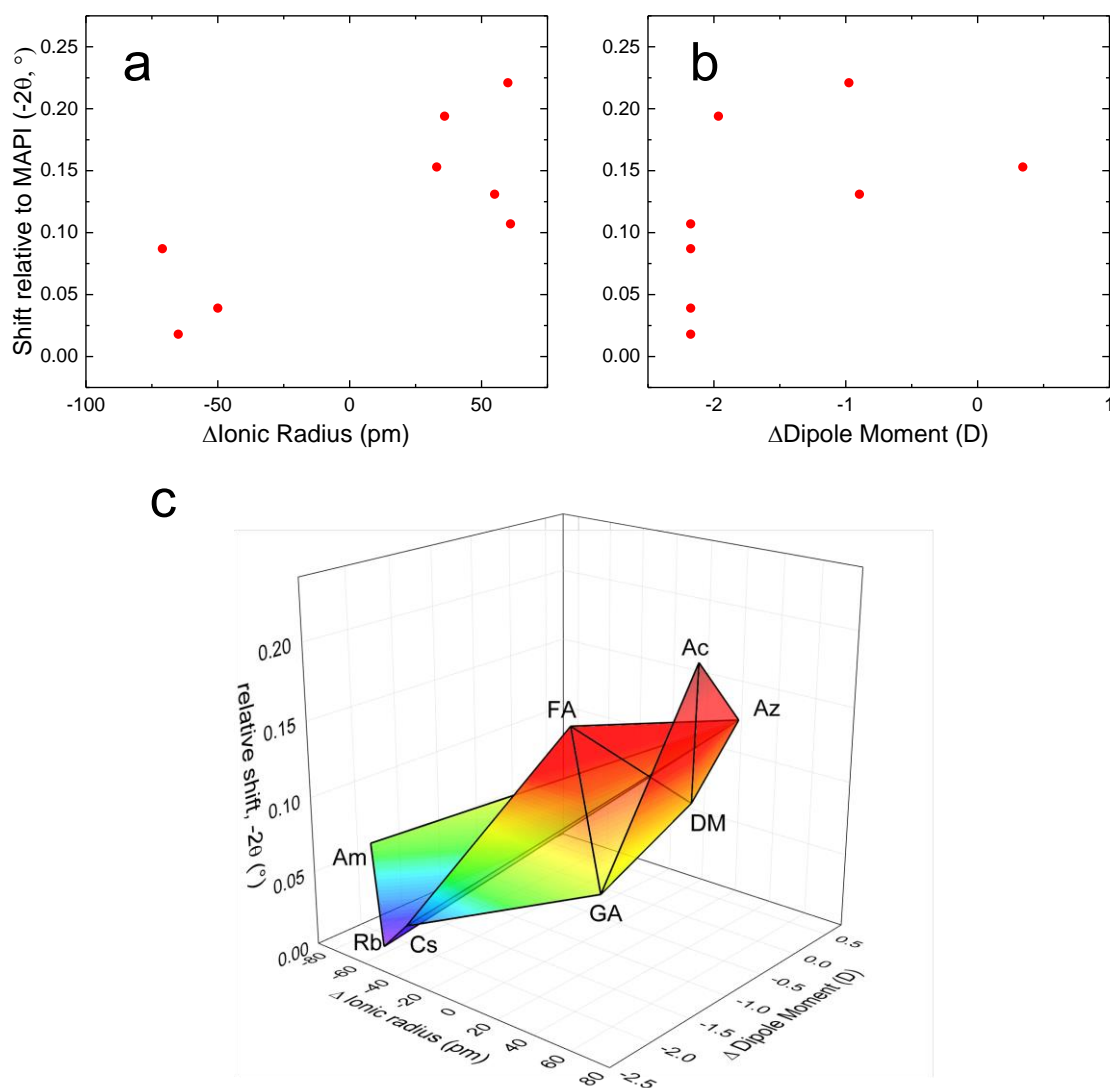 a
b
0.25
0.20
0.15
0.10
0.05
0.00
Shift relative to MAPI (-2θ, °)
-100
-50
0
50
ΔIonic Radius (pm)
0.25
0.20
0.15
0.10
0.05
0.00
-2
-1
0
1
ΔDipole Moment (D)
c
0.20
0.15
0.10
0.05
0.00
relative shift, -2θ (°)
Ac
FA
Az
DM
Am
GA
Rb
Cs
-80
-60
-40
-20
0
20
40
60
80
Δ Ionic radius (pm)
0.5
0.0
-0.5
-1.0
-1.5
-2.0
-2.5
Δ Dipole Moment (D)